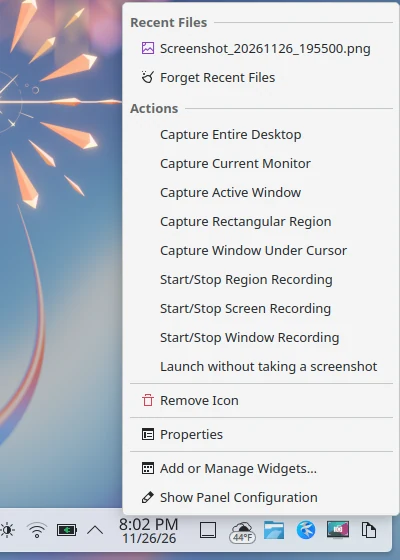 Recent Files
Screenshot_20261126_195500.png
Forget Recent Files
Actions
Capture Entire Desktop
Capture Current Monitor
Capture Active Window
Capture Rectangular Region
Capture Window Under Cursor
Start/Stop Region Recording
Start/Stop Screen Recording
Start/Stop Window Recording
Launch without taking a screenshot
Remove Icon
Properties
Add or Manage Widgets...
Show Panel Configuration
8:02 PM
11/26/26
44°F